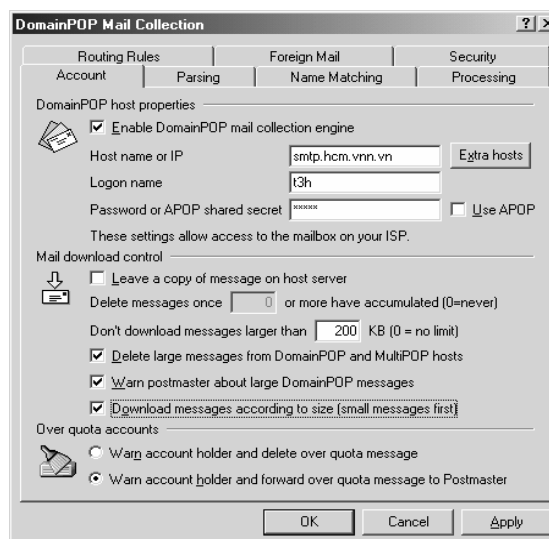 DomainPOP Mail Collection
Routing Rules Foreign Mail Security
Account Parsing Name Matching Processing
DomainPOP host properties
Enable DomainPOP mail collection engine
Host name or IP smtp.hcm.vnn.vn Extra hosts
Logon name t3h
Password or APOP shared secret ***** Use APOP
These settings allow access to the mailbox on your ISP.
Mail download control
Leave a copy of message on host server
Delete messages once 0 or more have accumulated (0=never)
Don't download messages larger than 200 KB (0 = no limit)
Delete large messages from DomainPOP and MultiPOP hosts
Warn postmaster about large DomainPOP messages
Download messages according to size (small messages first)
Over quota accounts
Warn account holder and delete over quota message
Warn account holder and forward over quota message to Postmaster
OK Cancel Apply